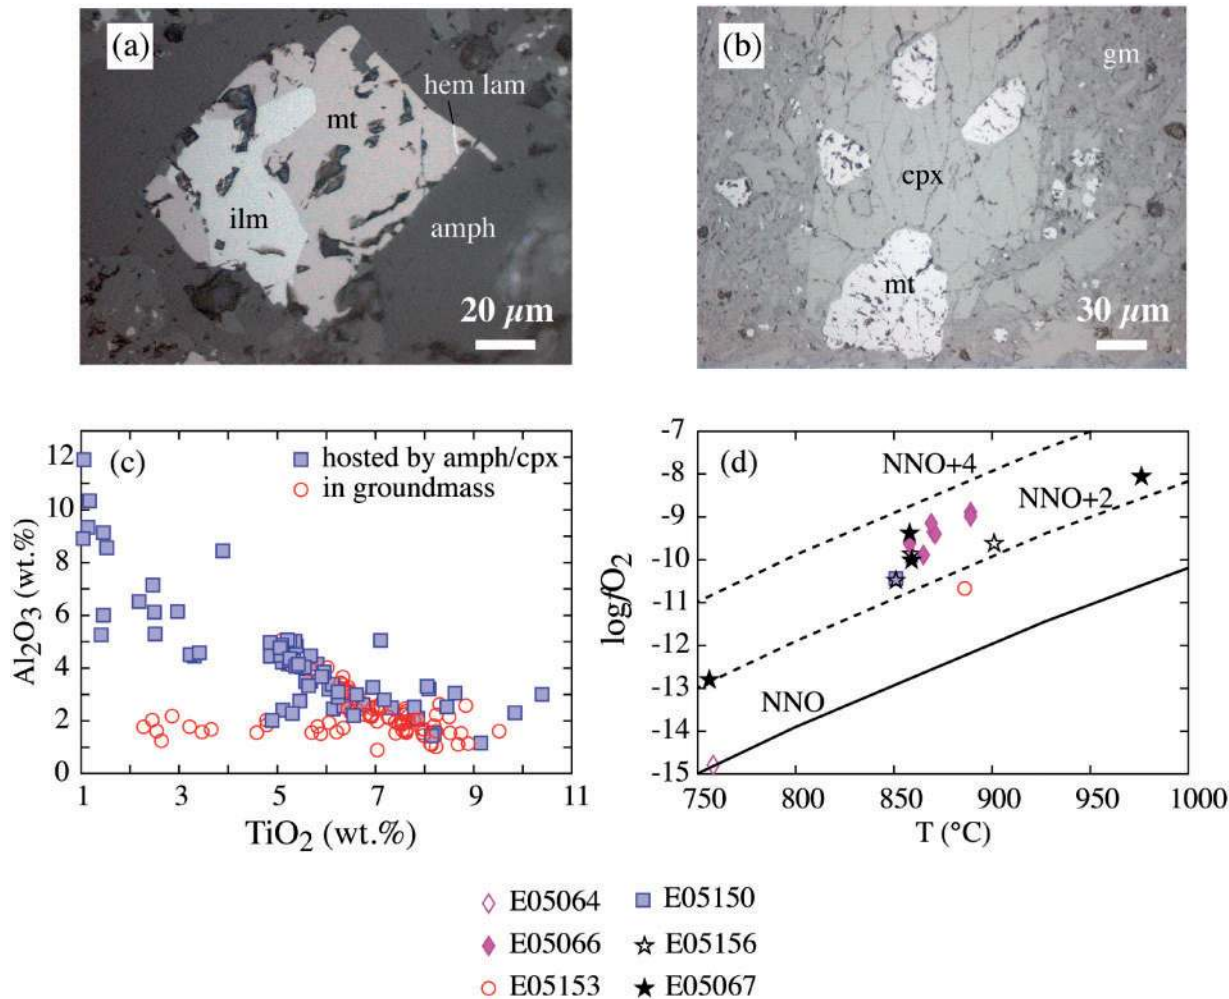 (a)
hem lam
mt
ilm
amph
20 µm
(b)
gm
cpx
mt
30 µm
(c)
hosted by amph/cpx
in groundmass
Al₂O₃ (wt.%)
12
10
8
6
4
2
0
1 3 5 7 9 11
TiO₂ (wt.%)
(d)
NNO+4
NNO+2
NNO
logfO₂
-7
-8
-9
-10
-11
-12
-13
-14
-15
750 800 850 900 950 1000
T (°C)
E05064 E05150
E05066 E05156
E05153 E05067